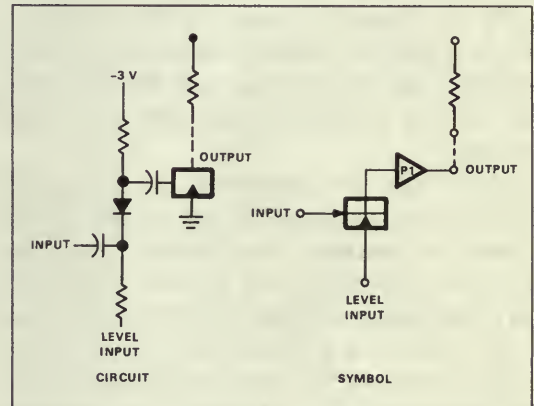 -3 V
OUTPUT
INPUT
LEVEL
INPUT
CIRCUIT
P1
OUTPUT
INPUT
LEVEL
INPUT
SYMBOL